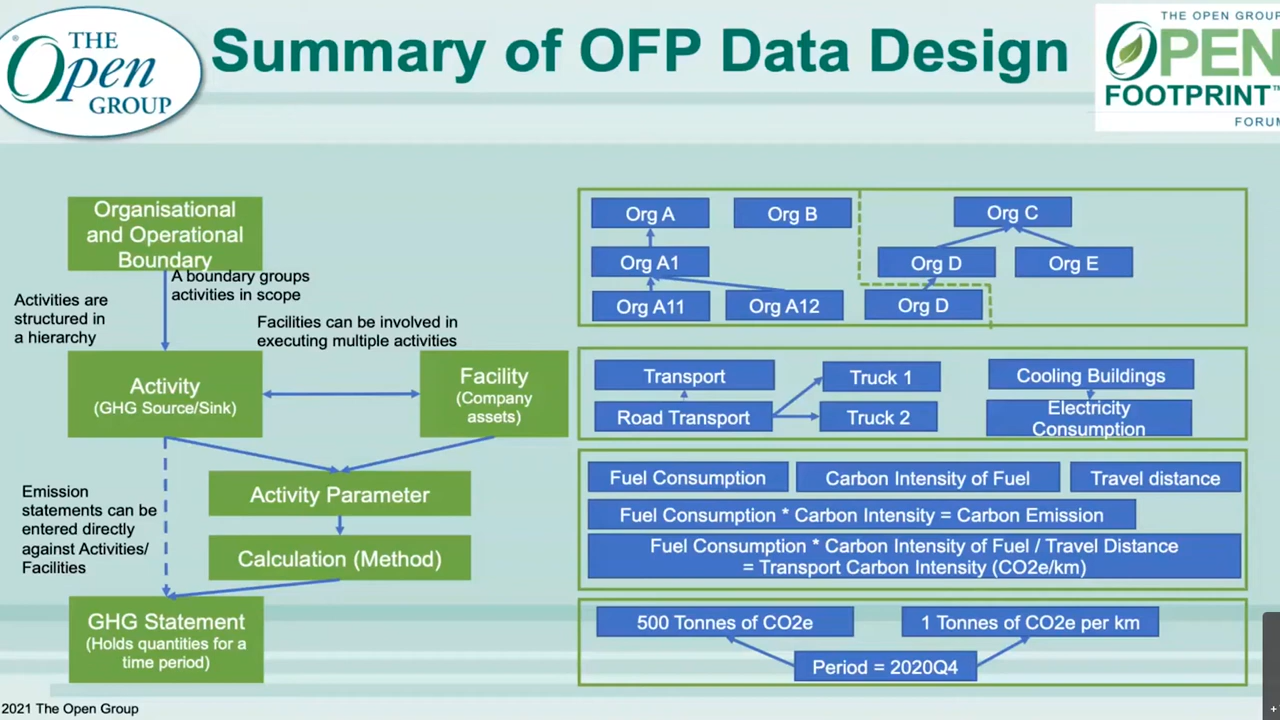 THE
Open
GROUP
®
Summary of OFP Data Design
THE OPEN GROUP
OPEN
FOOTPRINT™
FORUM
Organisational
and Operational
Boundary
A boundary groups
activities in scope
Activities are
structured in
a hierarchy
Facilities can be involved in
executing multiple activities
Activity
(GHG Source/Sink)
Facility
(Company
assets)
Activity Parameter
Emission
statements can be
entered directly
against Activities/
Facilities
Calculation (Method)
GHG Statement
(Holds quantities for a
time period)
Org A
Org B
Org C
Org A1
Org D
Org E
Org A11
Org A12
Org D
Transport
Truck 1
Cooling Buildings
Road Transport
Truck 2
Electricity
Consumption
Fuel Consumption
Carbon Intensity of Fuel
Travel distance
Fuel Consumption * Carbon Intensity = Carbon Emission
Fuel Consumption * Carbon Intensity of Fuel / Travel Distance
= Transport Carbon Intensity (CO2e/km)
500 Tonnes of CO2e
1 Tonnes of CO2e per km
Period = 2020Q4
2021 The Open Group
+